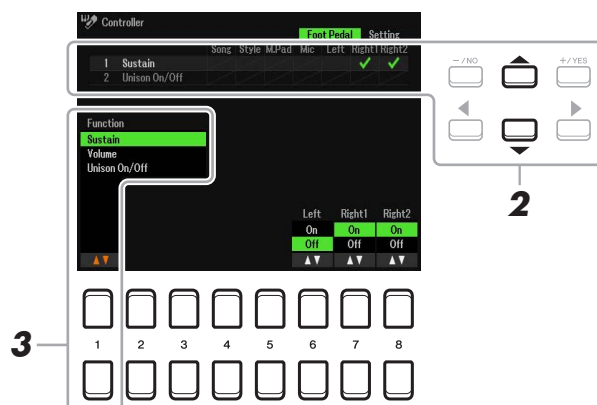 Controller
Foot Pedal Setting
Song Style M.Pad Mic Left Right1 Right2
1 Sustain ✓ ✓
2 Unison On/Off
-/NO +/YES
2
Function
Sustain
Volume
Unison On/Off
Left Right1 Right2
On On On
Off Off Off
▲▼ ▲▼ ▲▼ ▲▼
3
1 2 3 4 5 6 7 8